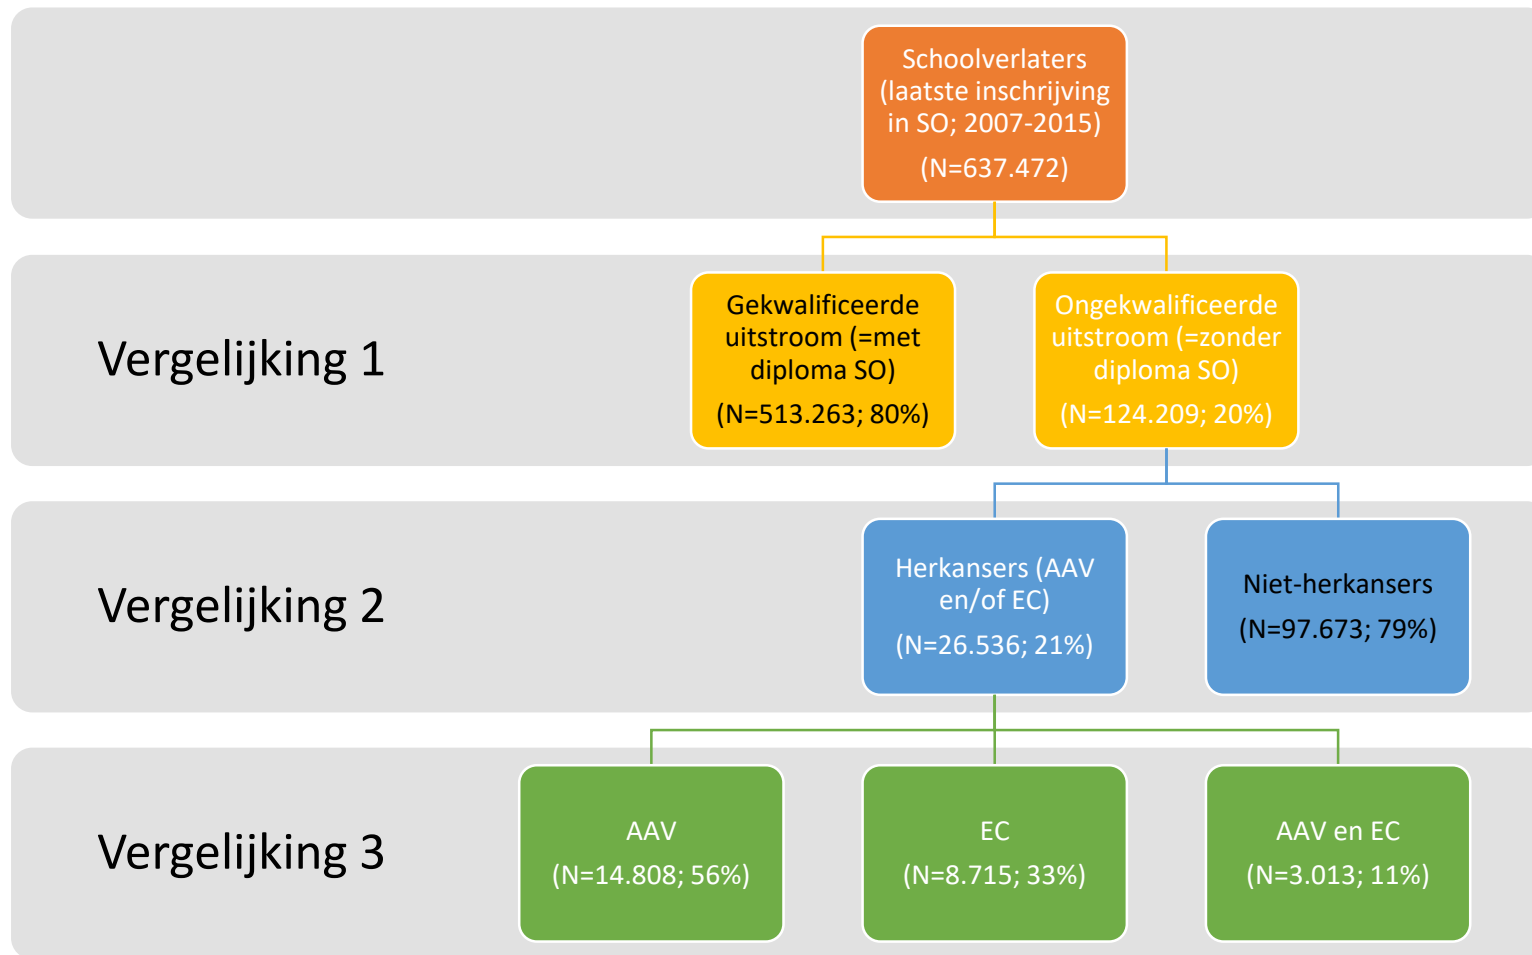 Schoolverlaters
(laatste inschrijving
in SO; 2007-2015)
(N=637.472)
Vergelijking 1
Gekwalificeerde
uitstroom (=met
diploma SO)
(N=513.263; 80%)
Ongekwalificeerde
uitstroom (=zonder
diploma SO)
(N=124.209; 20%)
Vergelijking 2
Herkansers (AAV
en/of EC)
(N=26.536; 21%)
Niet-herkansers
(N=97.673; 79%)
Vergelijking 3
AAV
(N=14.808; 56%)
EC
(N=8.715; 33%)
AAV en EC
(N=3.013; 11%)